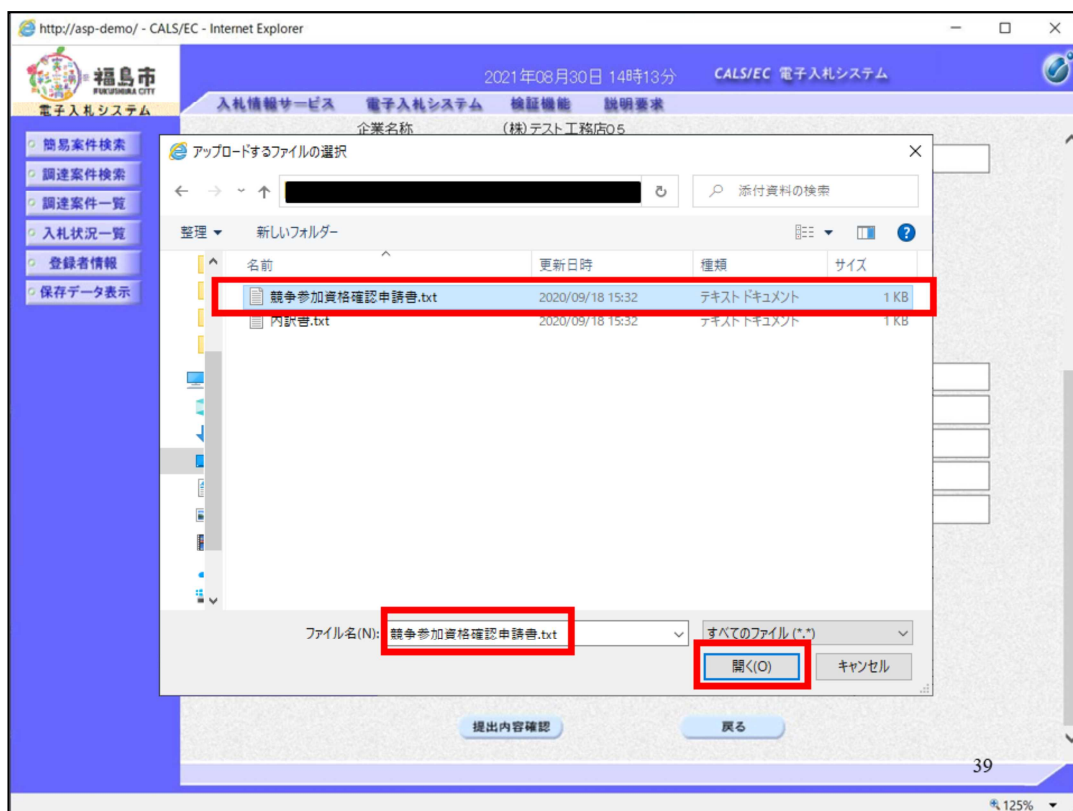 http://asp-demo/ - CALS/EC - Internet Explorer
福島市
FUKUSHIMA CITY
電子入札システム
2021年08月30日 14時13分
CALS/EC 電子入札システム
入札情報サービス 電子入札システム 検証機能 説明要求
簡易案件検索
調達案件検索
調達案件一覧
入札状況一覧
登録者情報
保存データ表示
企業名称 (株)テスト工務店05
アップロードするファイルの選択
添付資料の検索
整理 新しいフォルダー
名前 更新日時 種類 サイズ
競争参加資格確認申請書.txt 2020/09/18 15:32 テキスト ドキュメント 1 KB
内訳書.txt 2020/09/18 15:32 テキスト ドキュメント 1 KB
ファイル名(N): 競争参加資格確認申請書.txt すべてのファイル (*.*)
開く(O) キャンセル
提出内容確認 戻る
39
125%